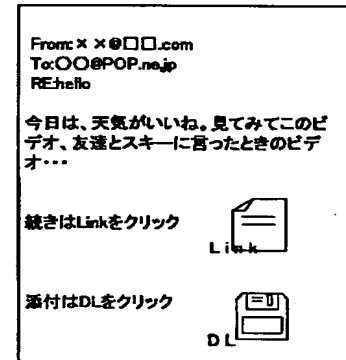 From:××@□□.com
To:○○@POP.ne.jp
RE:hello
今日は、天気がいいね。見てみてこのビ
デオ、友達とスキーに言ったときのビデ
オ・・・
続きはLinkをクリック
Link
添付はDLをクリック
DL